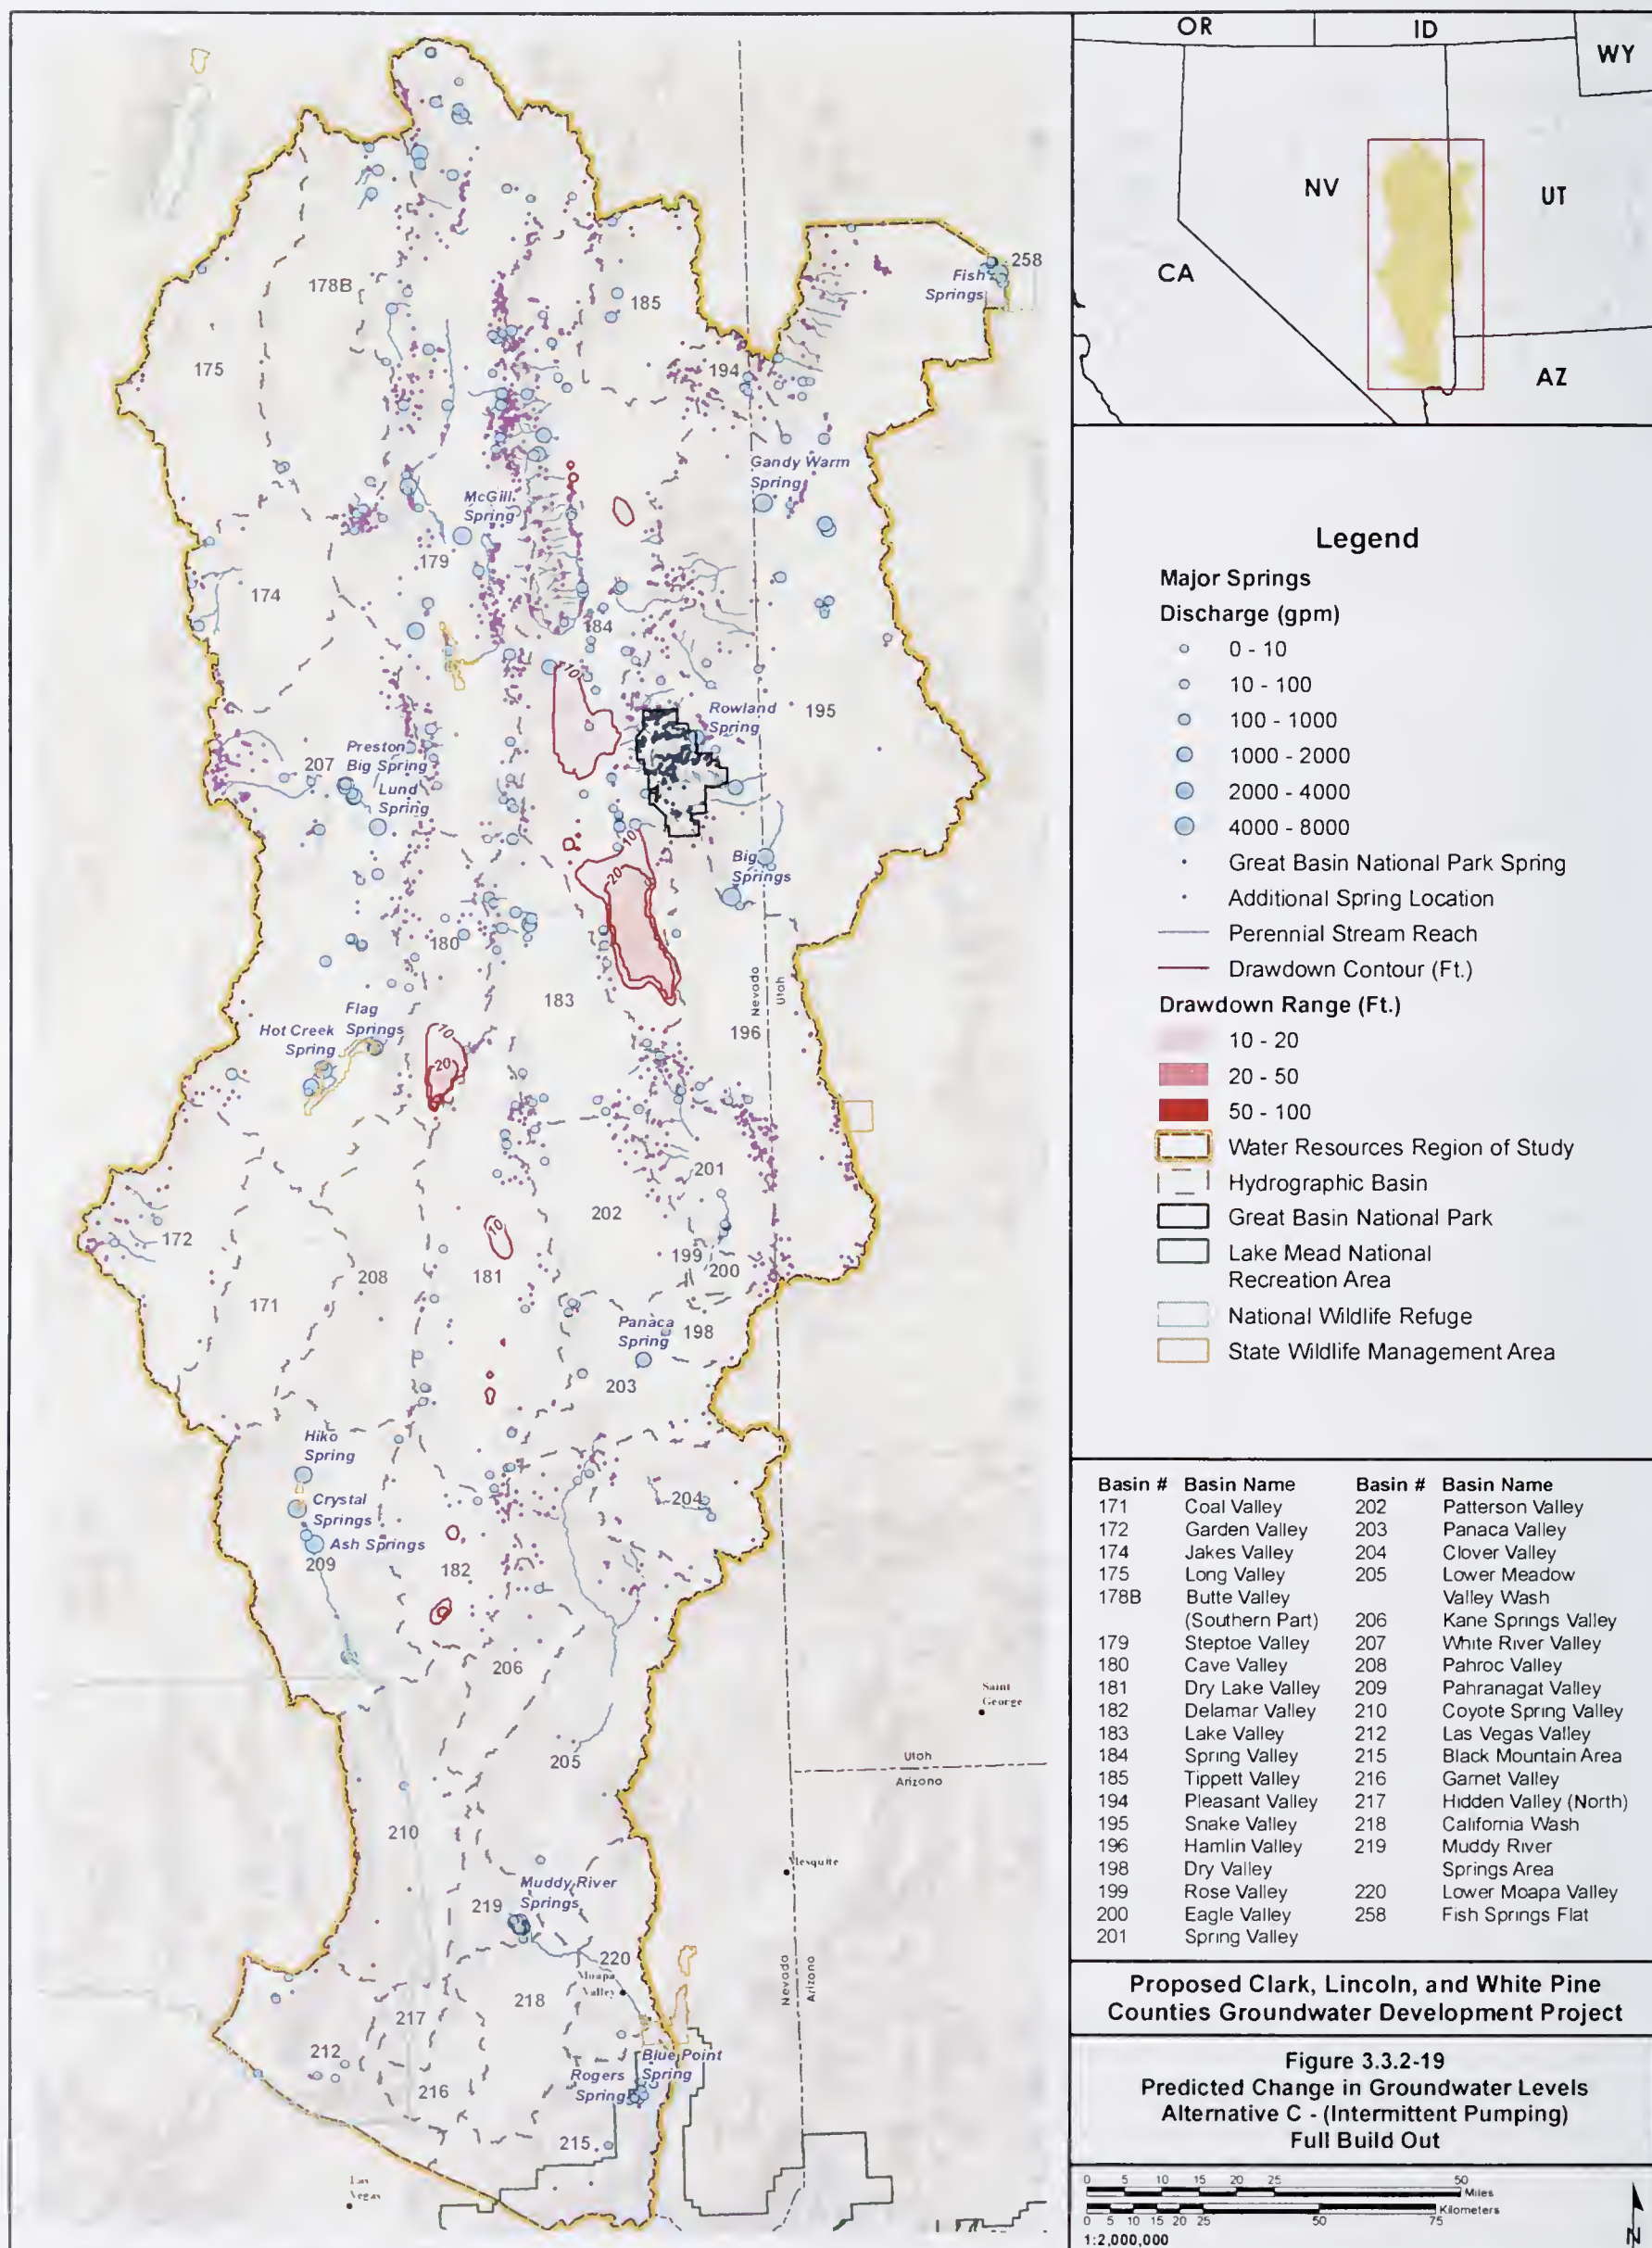 OR
ID
WY
NV
UT
CA
AZ
258
Fish
Springs
178B
185
175
194
Gandy Warm
Spring
McGill
Spring
179
174
184
10
195
Rowland
Spring
Preston
Big Spring
207
Lund
Spring
10
20
Big
Springs
180
Nevada
Utah
183
196
Flag
Springs
Hot Creek
Spring
10
20
201
202
10
172
199
200
208
181
171
Panaca
Spring
198
203
Hiko
Spring
Crystal
Springs
204
Ash Springs
209
182
206
Saint
George
205
Utah
Arizona
210
Mesquite
Muddy River
Springs
219
220
Moapa
Valley
Nevada
Arizona
218
217
212
Blue Point
Spring
Rogers
Spring
216
215
Las
Vegas
Legend
Major Springs
Discharge (gpm)
0 - 10
10 - 100
100 - 1000
1000 - 2000
2000 - 4000
4000 - 8000
Great Basin National Park Spring
Additional Spring Location
Perennial Stream Reach
Drawdown Contour (Ft.)
Drawdown Range (Ft.)
10 - 20
20 - 50
50 - 100
Water Resources Region of Study
Hydrographic Basin
Great Basin National Park
Lake Mead National
Recreation Area
National Wildlife Refuge
State Wildlife Management Area
Basin # Basin Name Basin # Basin Name
171 Coal Valley 202 Patterson Valley
172 Garden Valley 203 Panaca Valley
174 Jakes Valley 204 Clover Valley
175 Long Valley 205 Lower Meadow
178B Butte Valley Valley Wash
(Southern Part) 206 Kane Springs Valley
179 Steptoe Valley 207 White River Valley
180 Cave Valley 208 Pahroc Valley
181 Dry Lake Valley 209 Pahranagat Valley
182 Delamar Valley 210 Coyote Spring Valley
183 Lake Valley 212 Las Vegas Valley
184 Spring Valley 215 Black Mountain Area
185 Tippett Valley 216 Garnet Valley
194 Pleasant Valley 217 Hidden Valley (North)
195 Snake Valley 218 California Wash
196 Hamlin Valley 219 Muddy River
198 Dry Valley Springs Area
199 Rose Valley 220 Lower Moapa Valley
200 Eagle Valley 258 Fish Springs Flat
201 Spring Valley
Proposed Clark, Lincoln, and White Pine
Counties Groundwater Development Project
Figure 3.3.2-19
Predicted Change in Groundwater Levels
Alternative C - (Intermittent Pumping)
Full Build Out
0 5 10 15 20 25 50
Miles
Kilometers
0 5 10 15 20 25 50 75
1:2,000,000
N